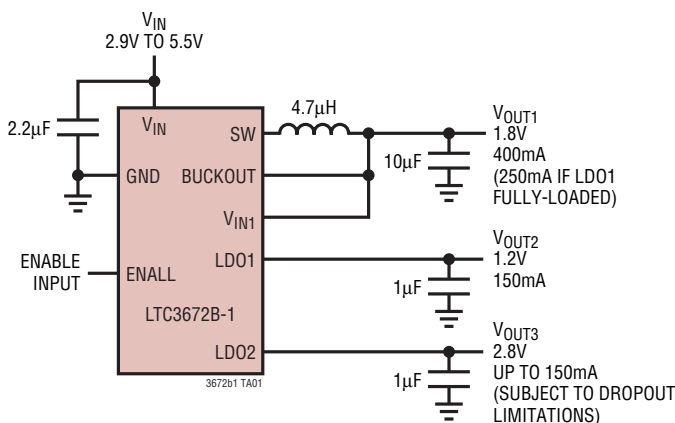 VIN
2.9V TO 5.5V
2.2μF
VIN
GND
ENABLE
INPUT
ENALL
SW
BUCKOUT
VIN1
LDO1
LTC3672B-1
LDO2
3672b1 TA01
4.7μH
10μF
VOUT1
1.8V
400mA
(250mA IF LDO1
FULLY-LOADED)
1μF
VOUT2
1.2V
150mA
1μF
VOUT3
2.8V
UP TO 150mA
(SUBJECT TO DROPOUT
LIMITATIONS)